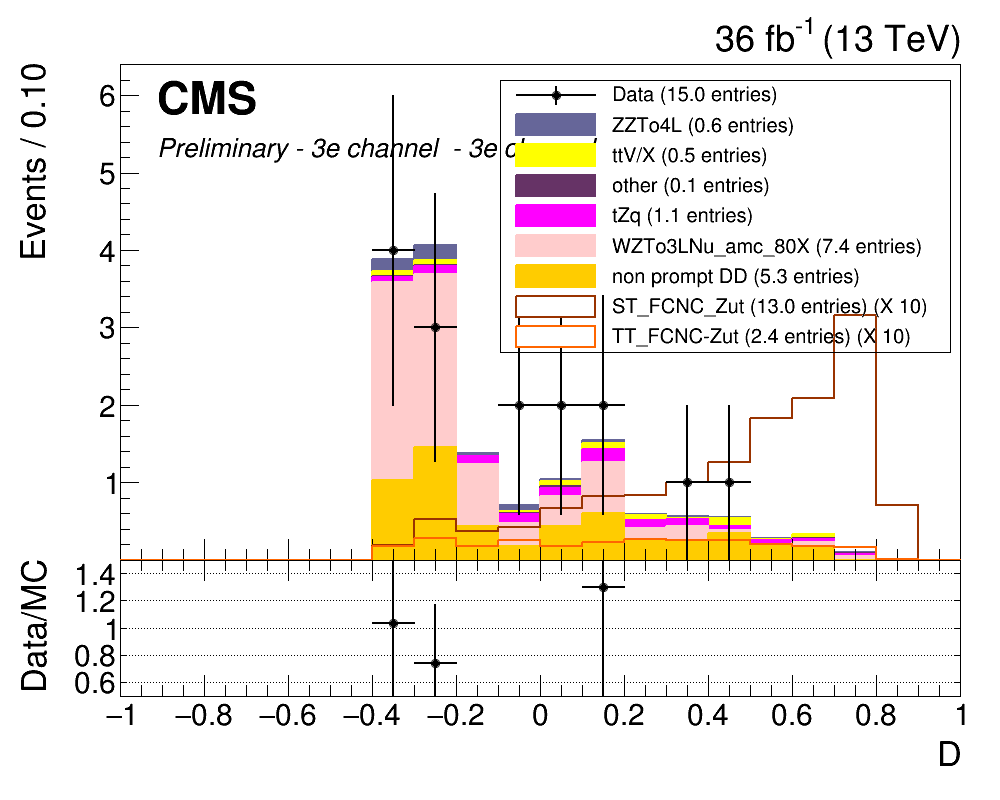 36 fb-1 (13 TeV)
Events / 0.10
CMS
Preliminary - 3e channel - 3e c
Data (15.0 entries)
ZZTo4L (0.6 entries)
ttV/X (0.5 entries)
other (0.1 entries)
tZq (1.1 entries)
WZTo3LNu_amc_80X (7.4 entries)
non prompt DD (5.3 entries)
ST_FCNC_Zut (13.0 entries) (X 10)
TT_FCNC-Zut (2.4 entries) (X 10)
6
5
4
3
2
1
Data/MC
1.4
1.2
1
0.8
0.6
−1 −0.8 −0.6 −0.4 −0.2 0 0.2 0.4 0.6 0.8 1
D